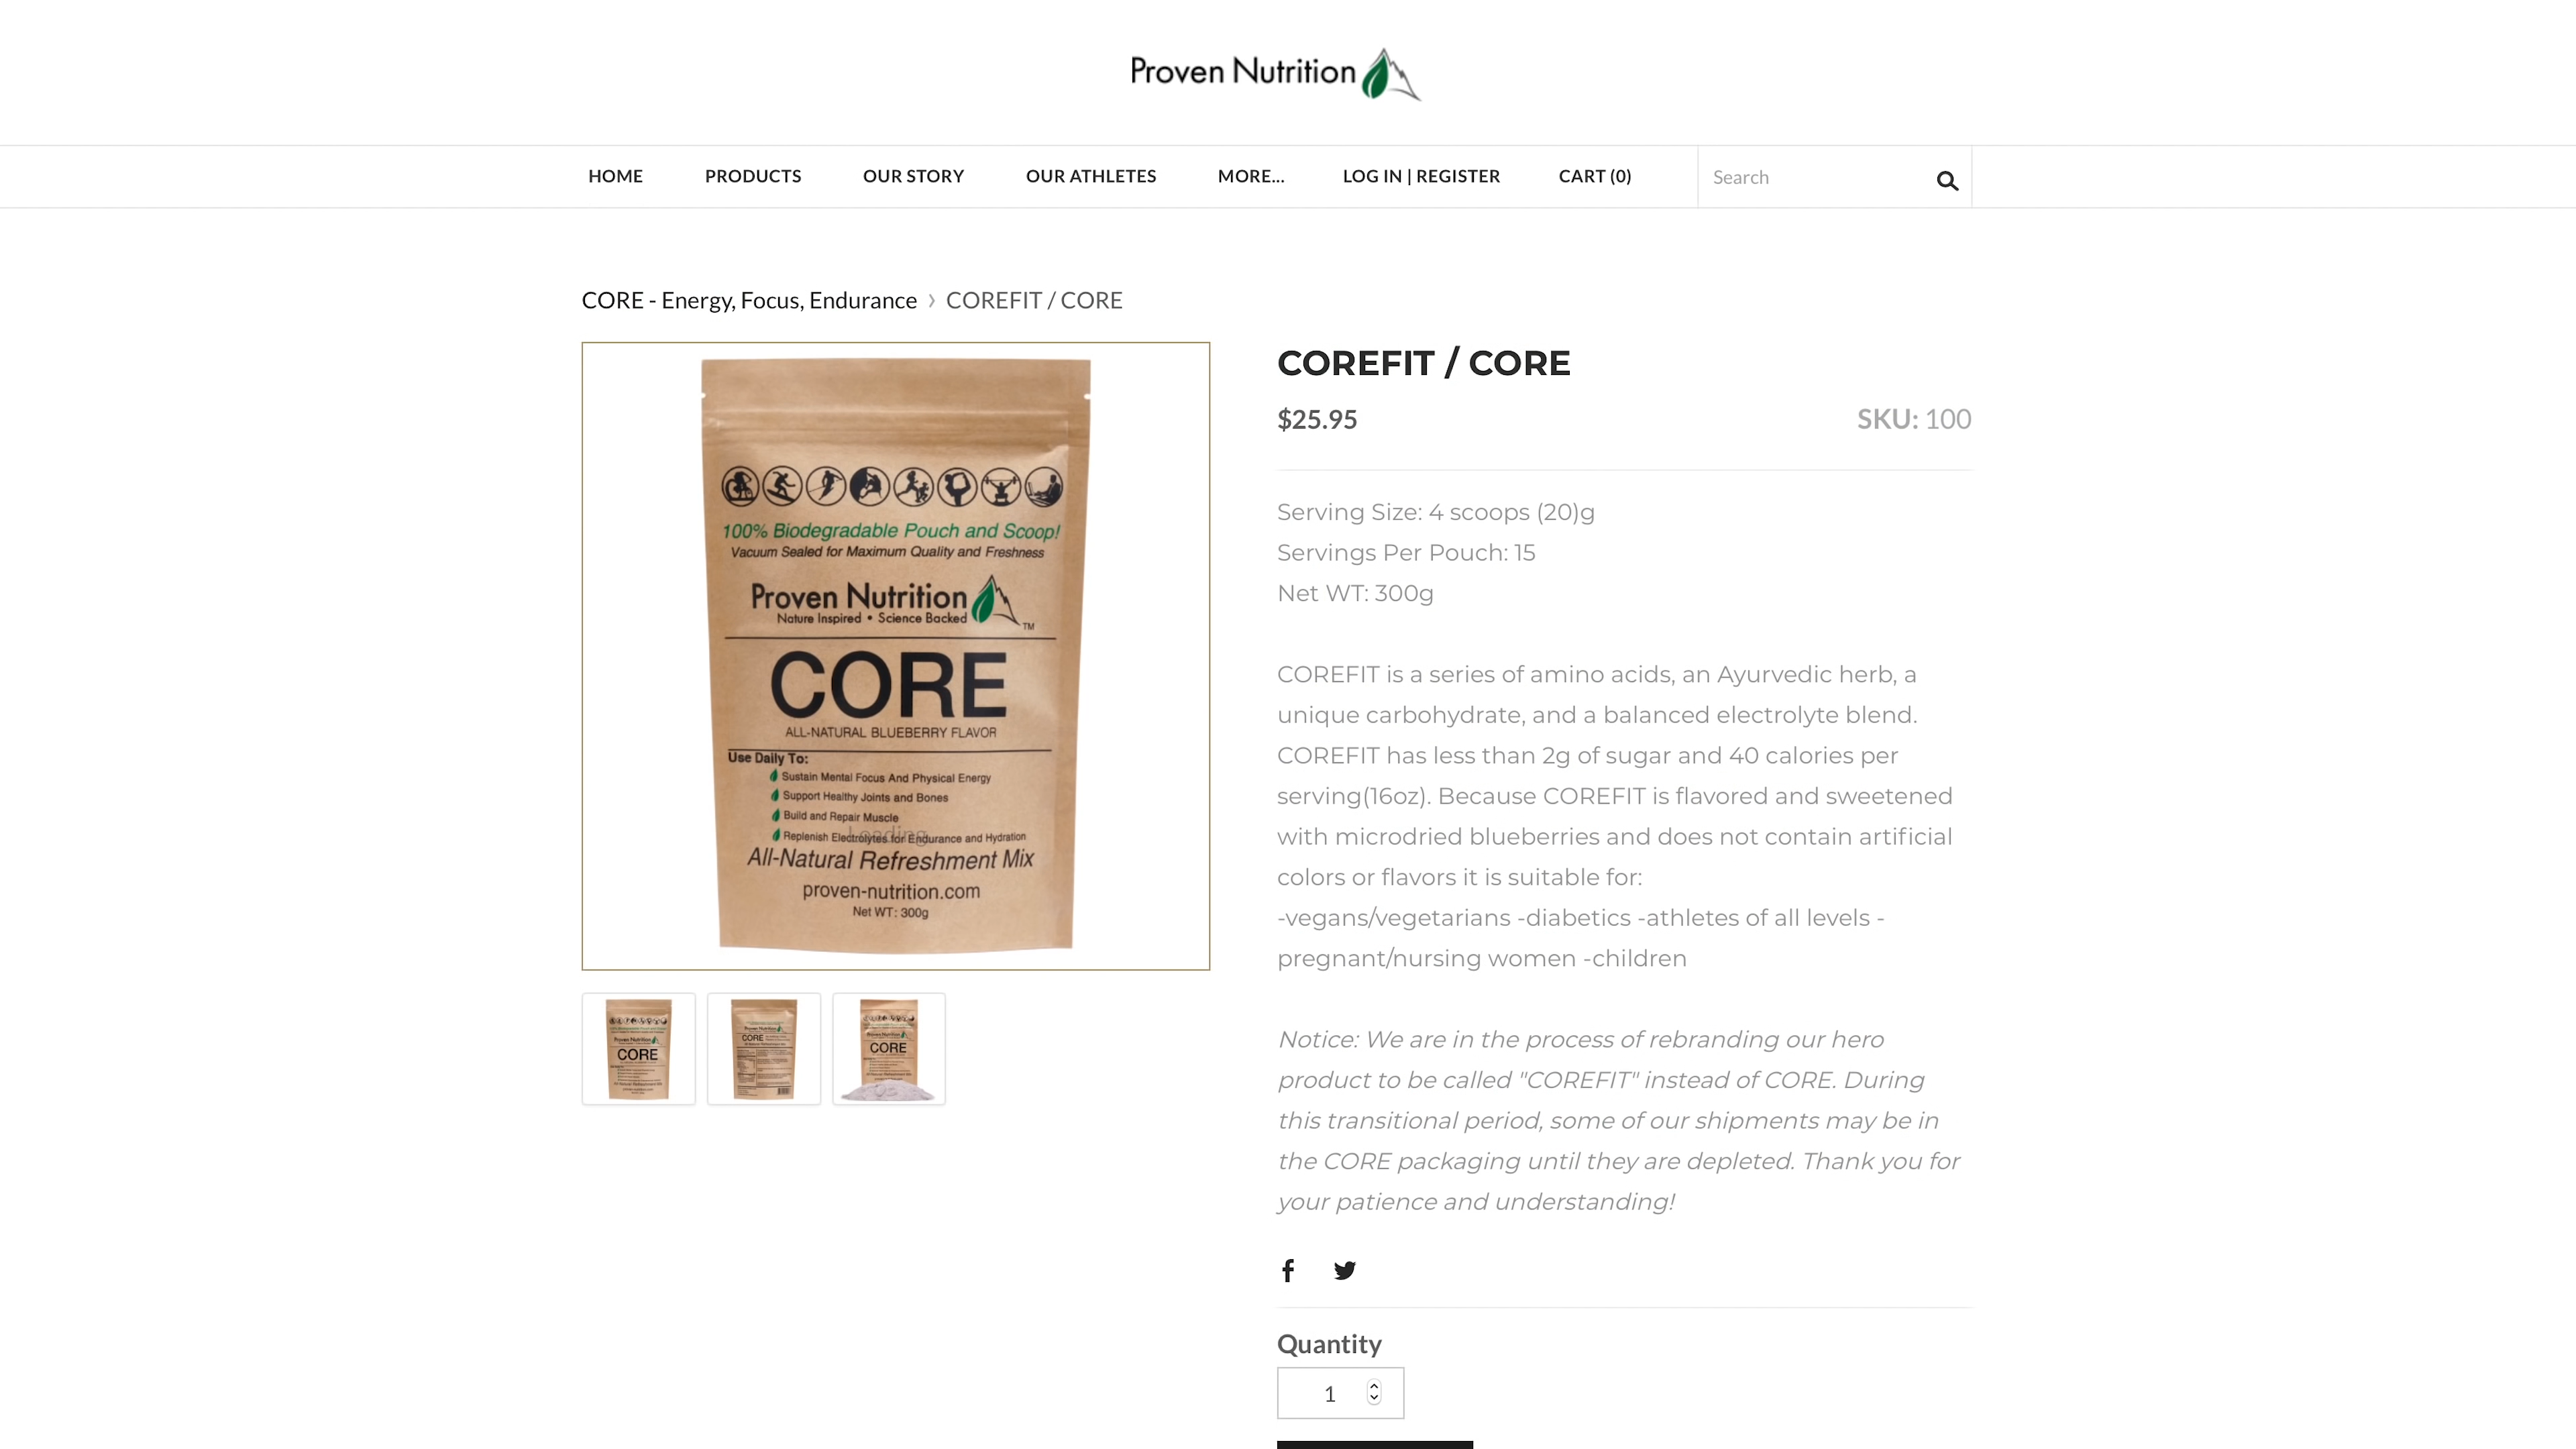 Proven Nutrition
HOME PRODUCTS OUR STORY OUR ATHLETES MORE... LOG IN | REGISTER CART (0) Search
CORE - Energy, Focus, Endurance › COREFIT / CORE
100% Biodegradable Pouch and Scoop!
Vacuum Sealed for Maximum Quality and Freshness
Proven Nutrition
Nature Inspired • Science Backed TM
CORE
ALL-NATURAL BLUEBERRY FLAVOR
Use Daily To:
Sustain Mental Focus And Physical Energy
Support Healthy Joints and Bones
Build and Repair Muscle
Loading
Replenish Electrolytes for Endurance and Hydration
All-Natural Refreshment Mix
proven-nutrition.com
Net WT: 300g
Proven Nutrition
CORE
Proven Nutrition
CORE
Proven Nutrition
CORE
COREFIT / CORE
$25.95 SKU: 100
Serving Size: 4 scoops (20)g
Servings Per Pouch: 15
Net WT: 300g
COREFIT is a series of amino acids, an Ayurvedic herb, a
unique carbohydrate, and a balanced electrolyte blend.
COREFIT has less than 2g of sugar and 40 calories per
serving(16oz). Because COREFIT is flavored and sweetened
with microdried blueberries and does not contain artificial
colors or flavors it is suitable for:
-vegans/vegetarians -diabetics -athletes of all levels -
pregnant/nursing women -children
Notice: We are in the process of rebranding our hero
product to be called "COREFIT" instead of CORE. During
this transitional period, some of our shipments may be in
the CORE packaging until they are depleted. Thank you for
your patience and understanding!
Quantity
1